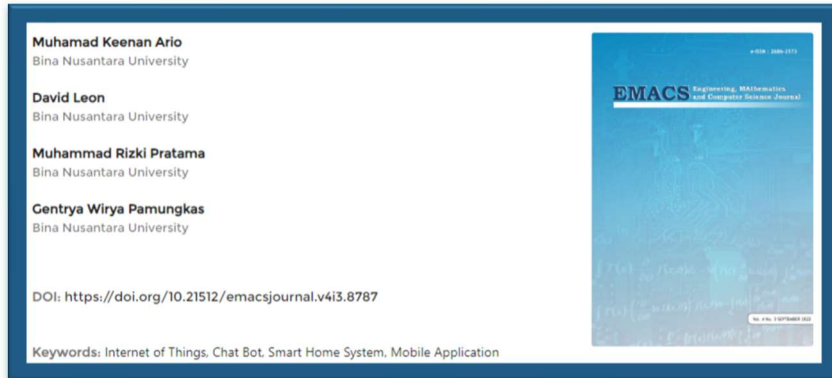 Muhamad Keenan Ario
Bina Nusantara University
David Leon
Bina Nusantara University
Muhammad Rizki Pratama
Bina Nusantara University
Gentrya Wirya Pamungkas
Bina Nusantara University
DOI: https://doi.org/10.21512/emacsjournal.v4i3.8787
Keywords: Internet of Things, Chat Bot, Smart Home System, Mobile Application
EMACS Engineering, MAthematics
and Computer Science Journal